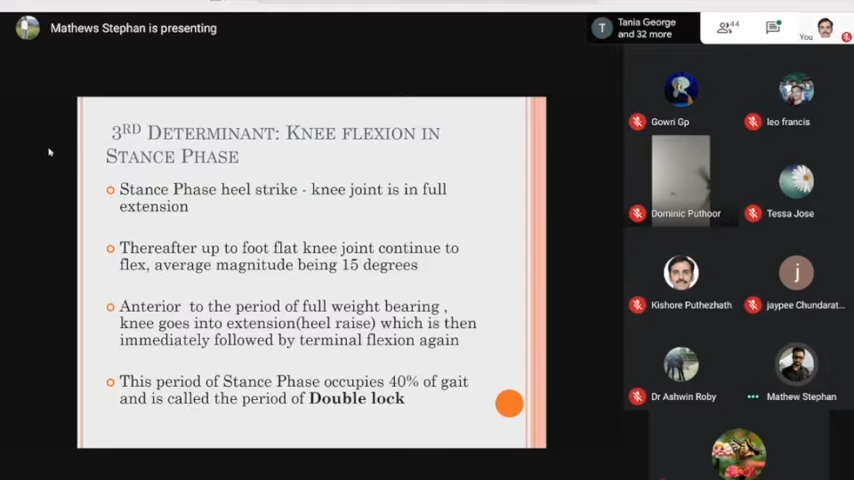 Mathews Stephan is presenting
Tania George
and 32 more
T
44
You
3RD DETERMINANT: KNEE FLEXION IN
STANCE PHASE
Stance Phase heel strike - knee joint is in full
extension
Thereafter up to foot flat knee joint continue to
flex, average magnitude being 15 degrees
Anterior to the period of full weight bearing ,
knee goes into extension(heel raise) which is then
immediately followed by terminal flexion again
This period of Stance Phase occupies 40% of gait
and is called the period of Double lock
Gowri Gp
leo francis
Dominic Puthoor
Tessa Jose
j
Kishore Puthezhath
jaypee Chundarat...
Dr Ashwin Roby
Mathew Stephan